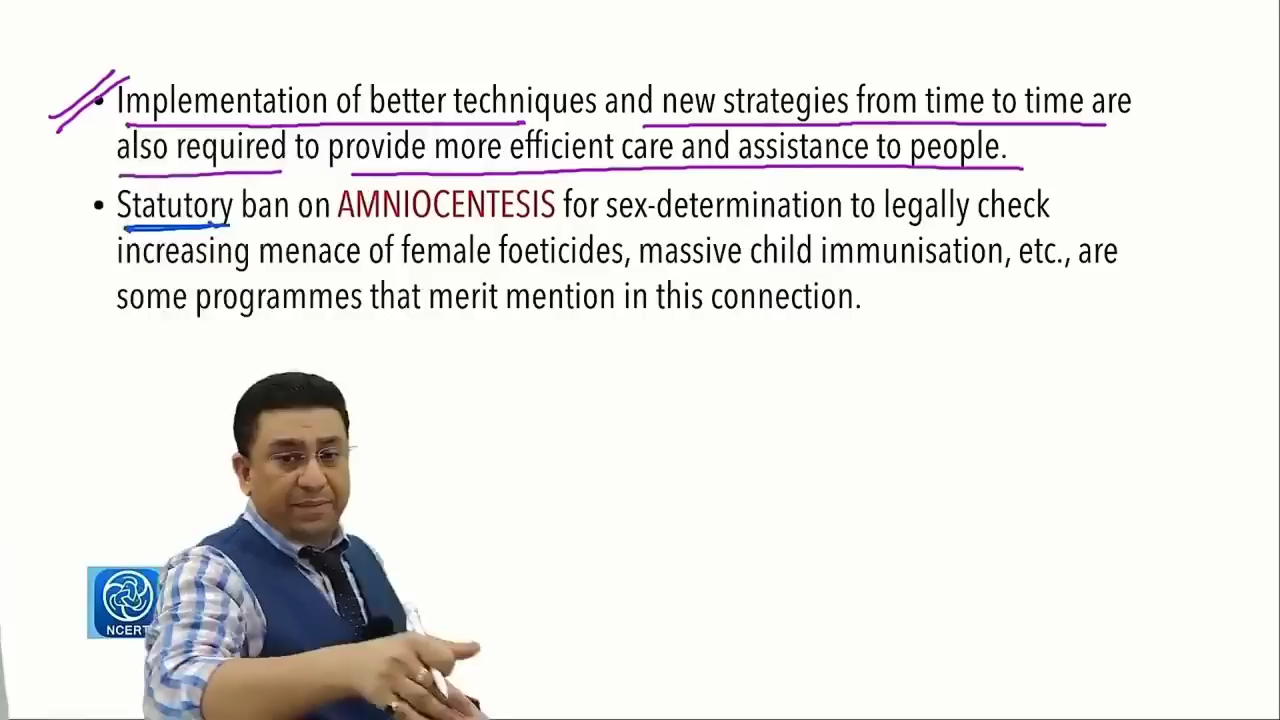 • Implementation of better techniques and new strategies from time to time are
also required to provide more efficient care and assistance to people.
• Statutory ban on AMNIOCENTESIS for sex-determination to legally check
increasing menace of female foeticides, massive child immunisation, etc., are
some programmes that merit mention in this connection.
NCERT